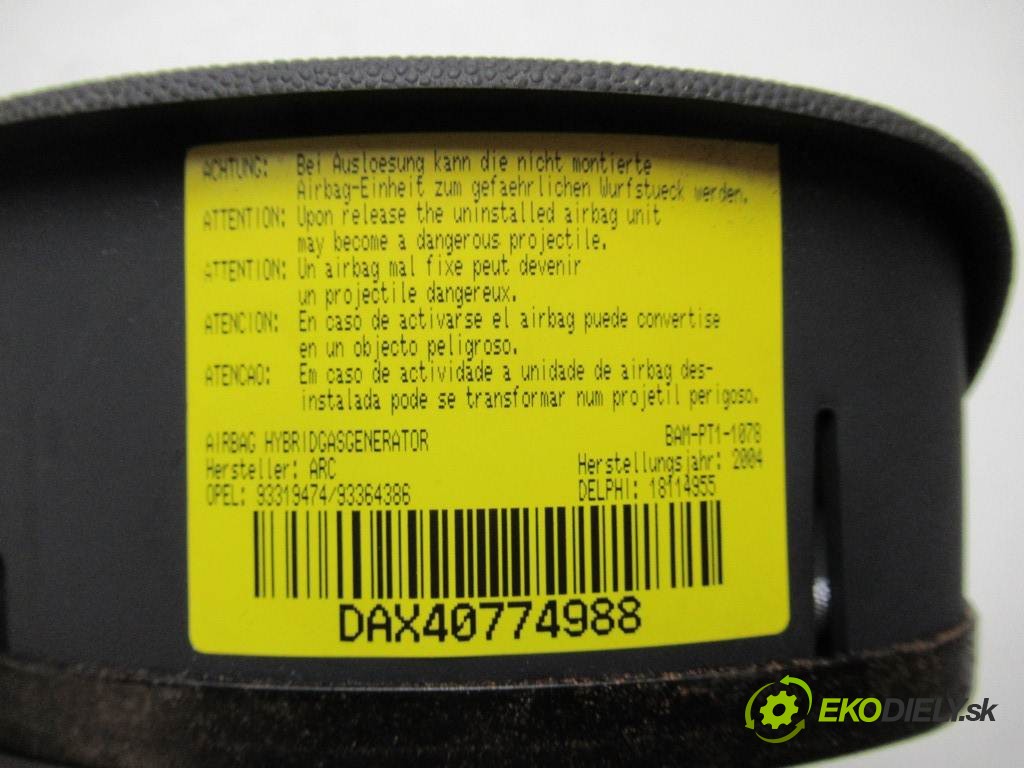 ACHTUNG: Bei Ausloesung kann die nicht montierte
Airbag-Einheit zum gefaehrlichen Wurfstueck werden.
ATTENTION: Upon release the uninstalled airbag unit
may become a dangerous projectile.
ATTENTION: Un airbag mal fixe peut devenir
un projectile dangereux.
ATENCION: En caso de activarse el airbag puede convertise
en un objecto peligroso.
ATENCAO: Em caso de actividade a unidade de airbag des-
instalada pode se transformar num projetil perigoso.
AIRBAG HYBRIDGASGENERATOR BAM-PT1-1078
Hersteller: ARC Herstellungsjahr: 2004
OPEL: 93319474/93364386 DELPHI: 18114955
DAX40774988
EKODIELY.sk